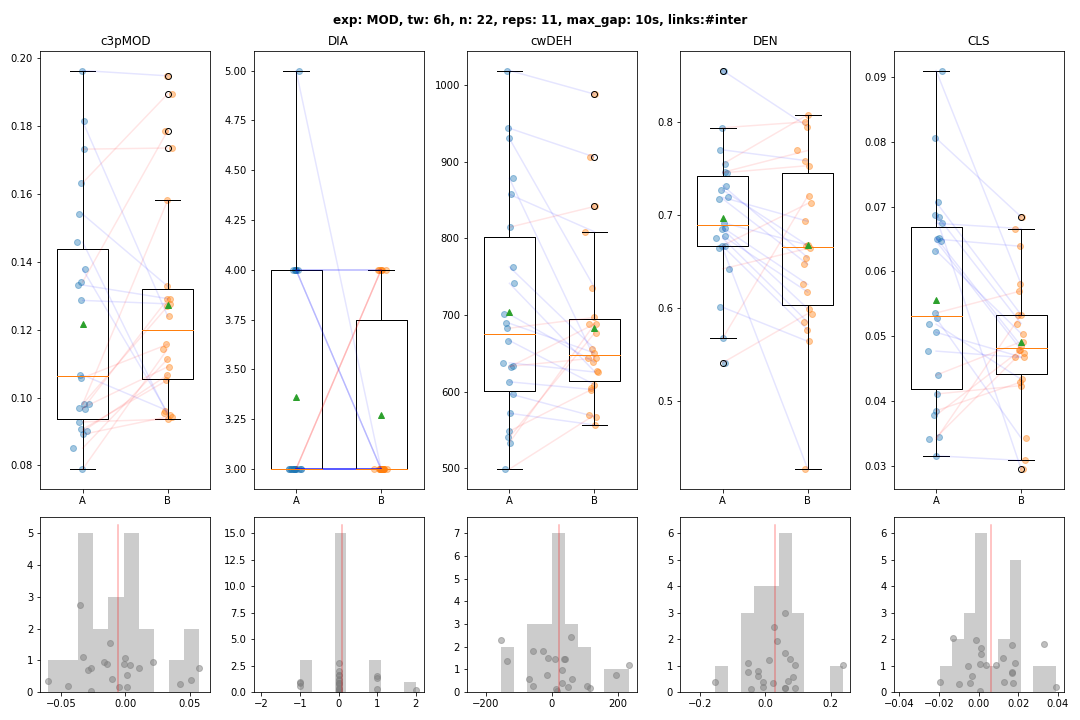 exp: MOD, tw: 6h, n: 22, reps: 11, max_gap: 10s, links:#inter
c3pMOD DIA cwDEH DEN CLS
0.20 0.18 0.16 0.14 0.12 0.10 0.08
A B
5.00 4.75 4.50 4.25 4.00 3.75 3.50 3.25 3.00
A B
1000 900 800 700 600 500
A B
0.8 0.7 0.6 0.5
A B
0.09 0.08 0.07 0.06 0.05 0.04 0.03
A B
5 4 3 2 1 0
−0.05 0.00 0.05
15.0 12.5 10.0 7.5 5.0 2.5 0.0
−2 −1 0 1 2
7 6 5 4 3 2 1 0
−200 0 200
6 5 4 3 2 1 0
−0.2 0.0 0.2
6 5 4 3 2 1 0
−0.04 −0.02 0.00 0.02 0.04